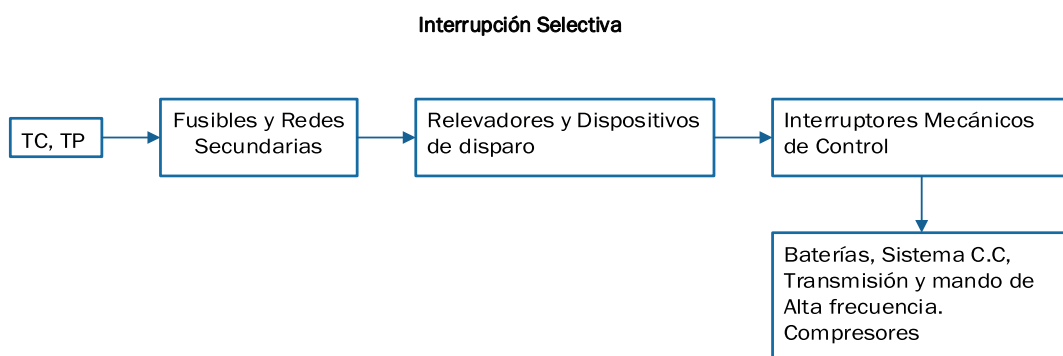 Interrupción Selectiva
TC, TP
Fusibles y Redes
Secundarias
Relevadores y Dispositivos
de disparo
Interruptores Mecánicos
de Control
Baterías, Sistema C.C,
Transmisión y mando de
Alta frecuencia.
Compresores